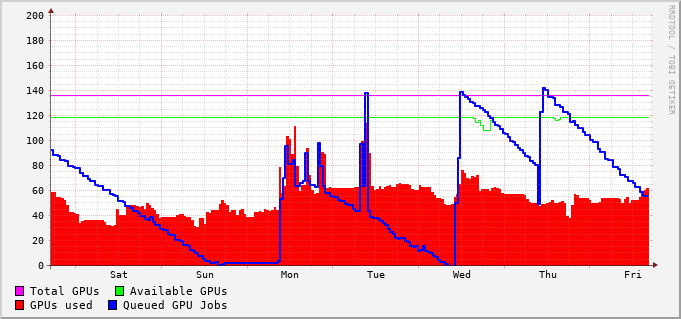 200
180
160
140
120
100
80
60
40
20
0
Sat Sun Mon Tue Wed Thu Fri
Total GPUs Available GPUs
GPUs used Queued GPU Jobs
RRDTOOL / TOBI OETIKER